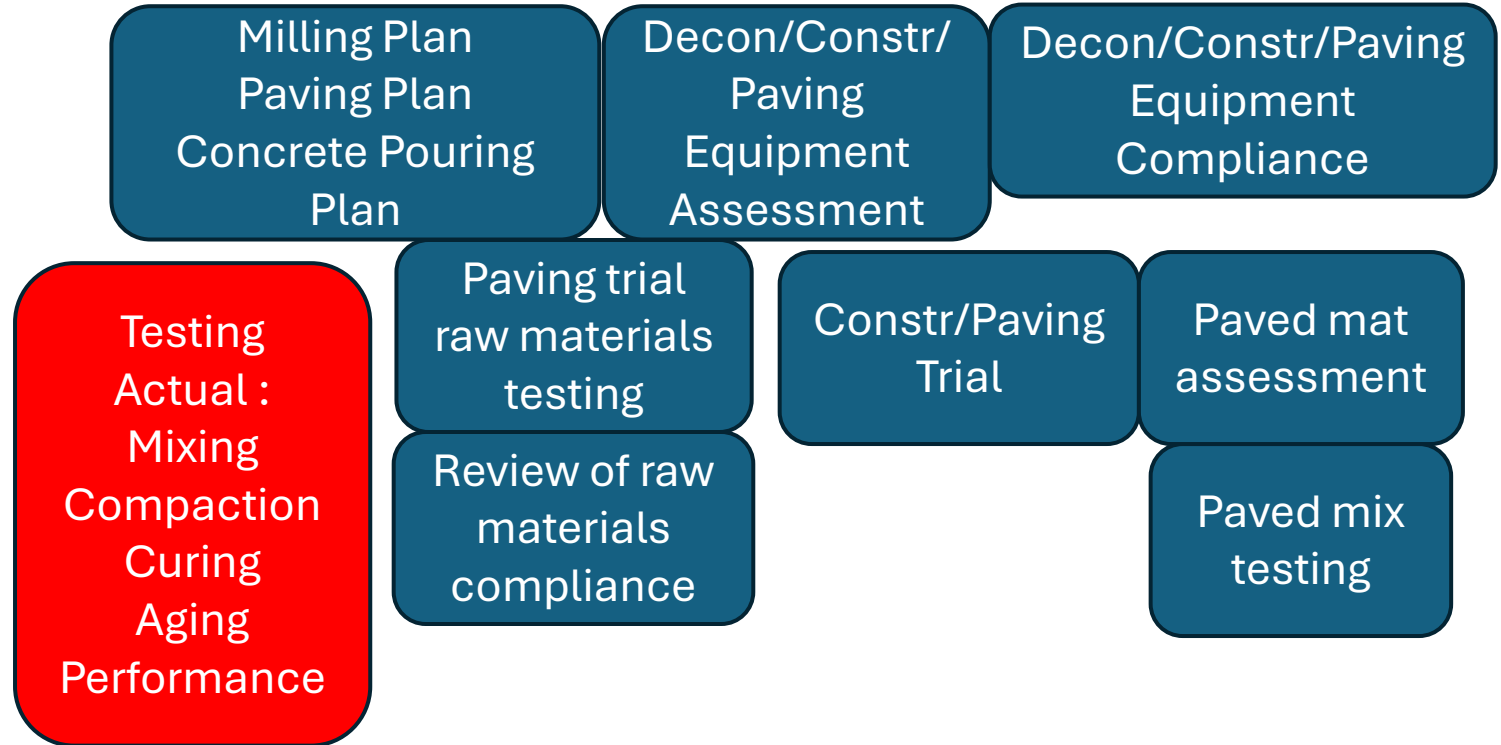 Milling Plan
Paving Plan
Concrete Pouring
Plan
Decon/Constr/
Paving
Equipment
Assessment
Decon/Constr/Paving
Equipment
Compliance
Testing
Actual :
Mixing
Compaction
Curing
Aging
Performance
Paving trial
raw materials
testing
Review of raw
materials
compliance
Constr/Paving
Trial
Paved mat
assessment
Paved mix
testing